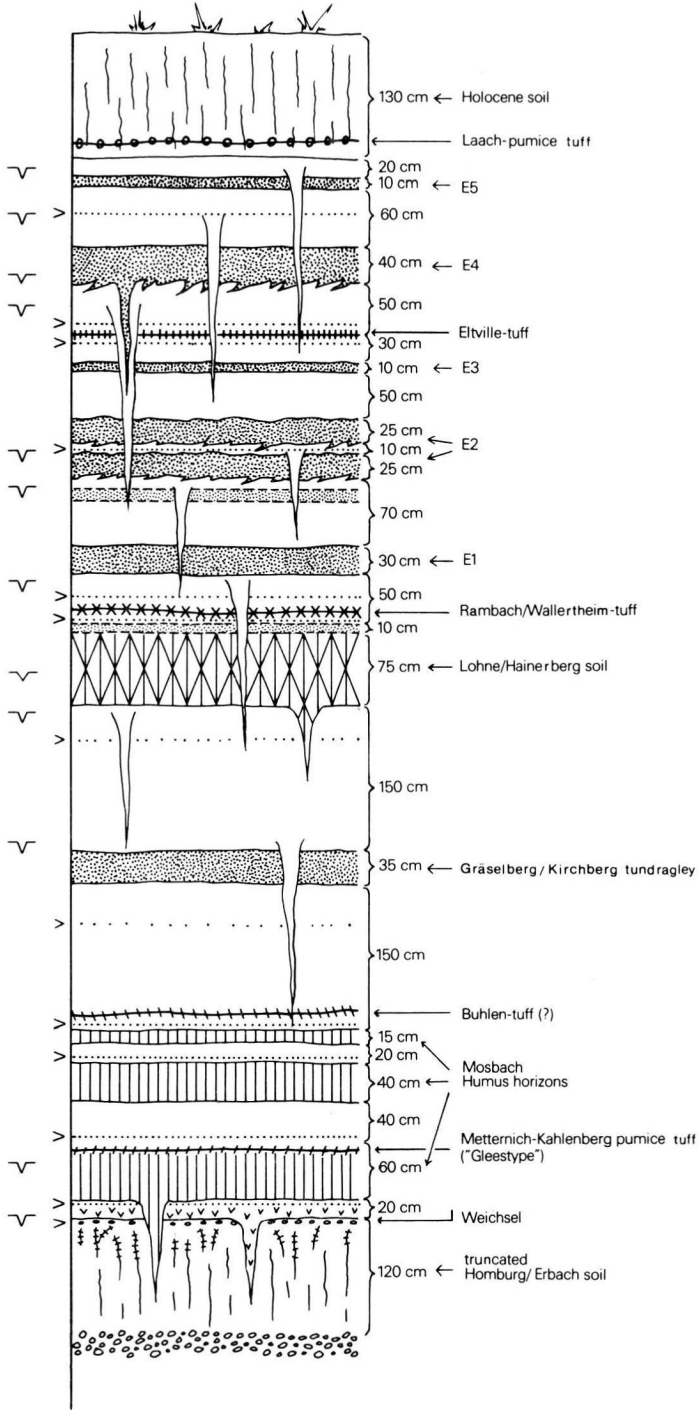 130 cm ← Holocene soil
Laach-pumice tuff
20 cm
10 cm ← E5
60 cm
40 cm ← E4
50 cm
Eltville-tuff
30 cm
10 cm ← E3
50 cm
25 cm
10 cm E2
25 cm
70 cm
30 cm ← E1
50 cm
Rambach/Wallertheim-tuff
10 cm
75 cm ← Lohne/Hainerberg soil
150 cm
35 cm ← Gräselberg/Kirchberg tundragley
150 cm
Buhlen-tuff (?)
15 cm
20 cm
Mosbach
40 cm ← Humus horizons
40 cm
Metternich-Kahlenberg pumice tuff
("Gleestype")
60 cm
20 cm
Weichsel
truncated
120 cm ← Homburg/Erbach soil